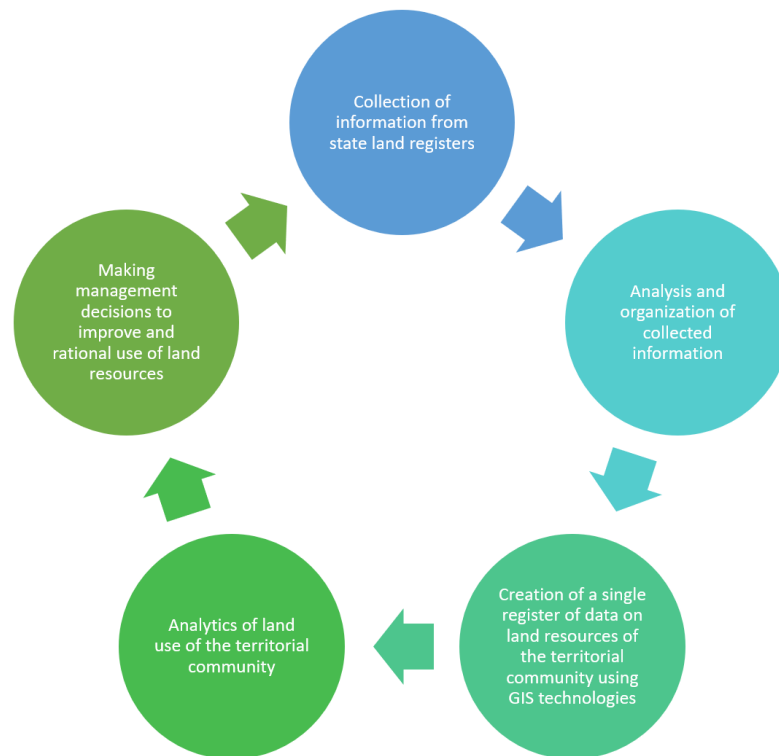 Collection of
information from
state land registers
Analysis and
organization of
collected
information
Creation of a single
register of data on
land resources of
the territorial
community using
GIS technologies
Analytics of land
use of the territorial
community
Making
management
decisions to
improve and
rational use of land
resources